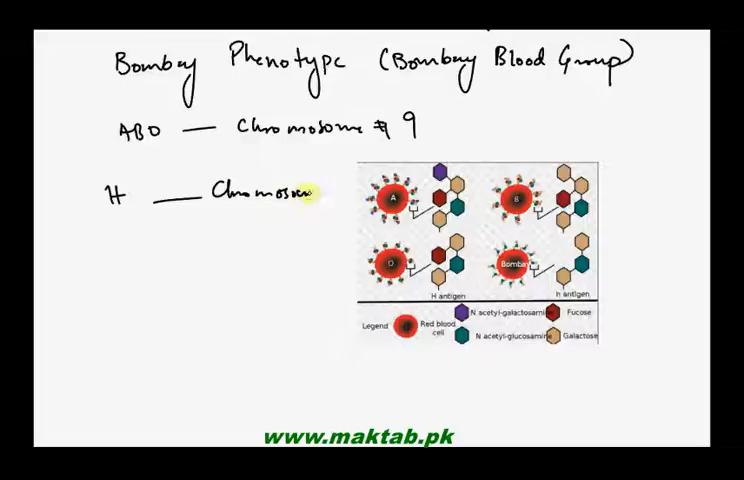 Bombay Phenotype (Bombay Blood Group)
ABO — Chromosome # 9
H — Chromoso
A
B
O
Bombay
H antigen
h antigen
Legend
Red blood cell
N acetyl-galactosamine
Fucose
N acetyl-glucosamine
Galactose
www.maktab.pk